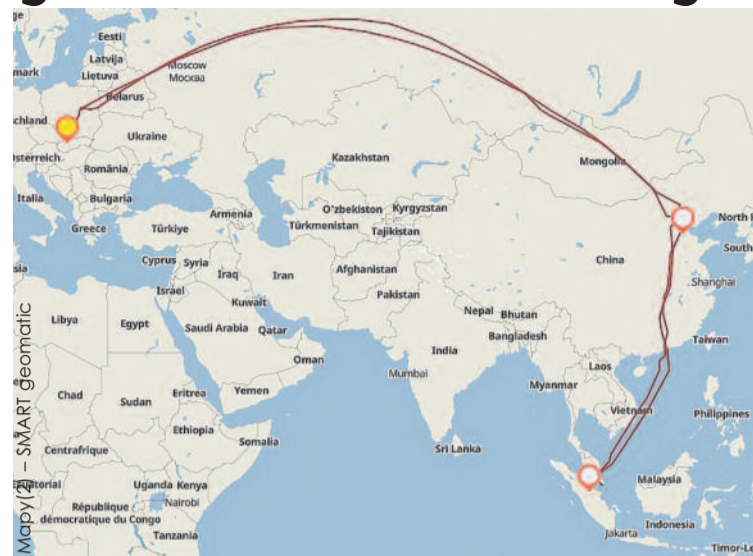 Eesti
Latvija
Lietuva
Moscow
Москва
Belarus
Ukraine
România
Bulgaria
Italia
Greece
Türkiye
Armenia
Kazakhstan
Mongolia
O'zbekiston
Kyrgyzstan
Türkmenistan
Tajikistan
North
South
China
Shanghai
Cyprus
Syria
Iraq
Iran
Afghanistan
Israel
Kuwait
Pakistan
Nepal
Bhutan
Libya
Egypt
Saudi Arabia
Qatar
Bangladesh
India
Taiwan
Oman
Mumbai
Myanmar
Laos
Chad
Sudan
Eritrea
Yemen
Vietnam
Philippines
Ethiopia
Somalia
Sri Lanka
Centrafrique
Uganda
Kenya
Nairobi
Malaysia
République
démocratique du Congo
Tanzania
Indonesia
Jakarta
Timor-Le
Mapy(2) – SMART geomatic